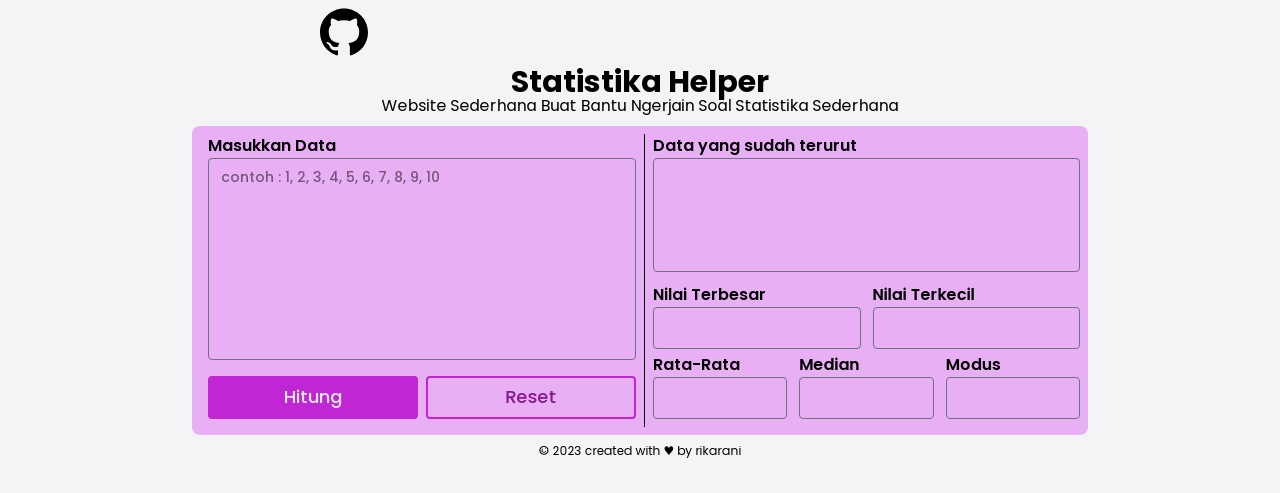 Statistika Helper
Website Sederhana Buat Bantu Ngerjain Soal Statistika Sederhana
Masukkan Data
contoh : 1, 2, 3, 4, 5, 6, 7, 8, 9, 10
Hitung
Reset
Data yang sudah terurut
Nilai Terbesar
Nilai Terkecil
Rata-Rata
Median
Modus
© 2023 created with ♥ by rikarani